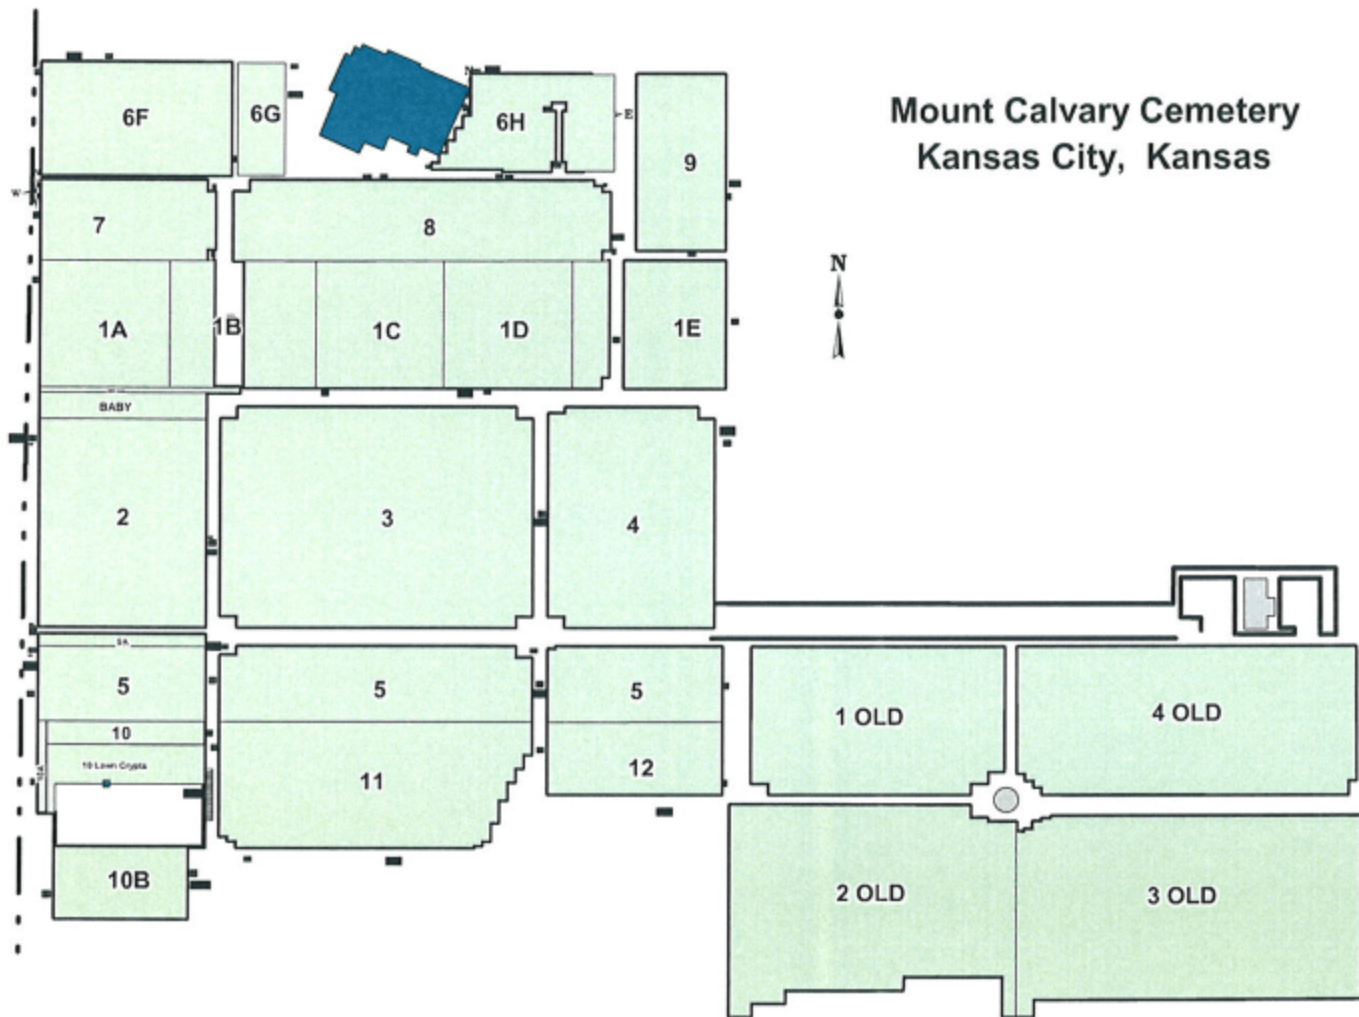 Mount Calvary Cemetery
Kansas City, Kansas
N
6F
6G
6H
9
7
8
1A
1B
1C
1D
1E
BABY
2
3
4
5A
5
5
5
10
10 Lawn Crypts
10A
11
12
10B
1 OLD
4 OLD
2 OLD
3 OLD
W
N